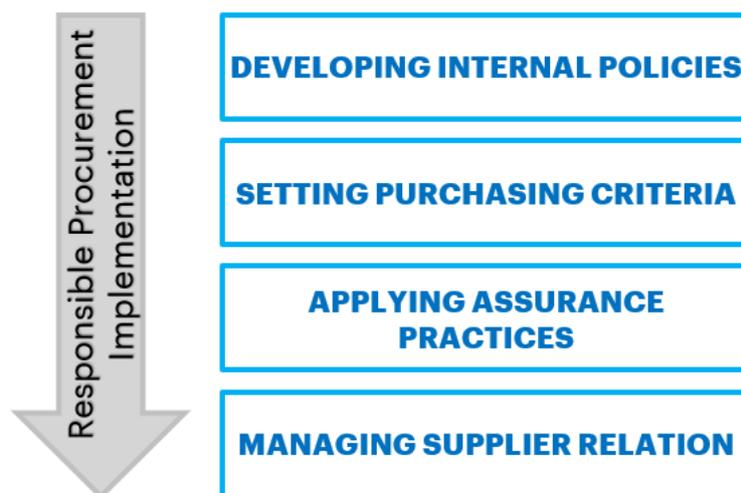 Responsible Procurement
Implementation
DEVELOPING INTERNAL POLICIES
SETTING PURCHASING CRITERIA
APPLYING ASSURANCE
PRACTICES
MANAGING SUPPLIER RELATION